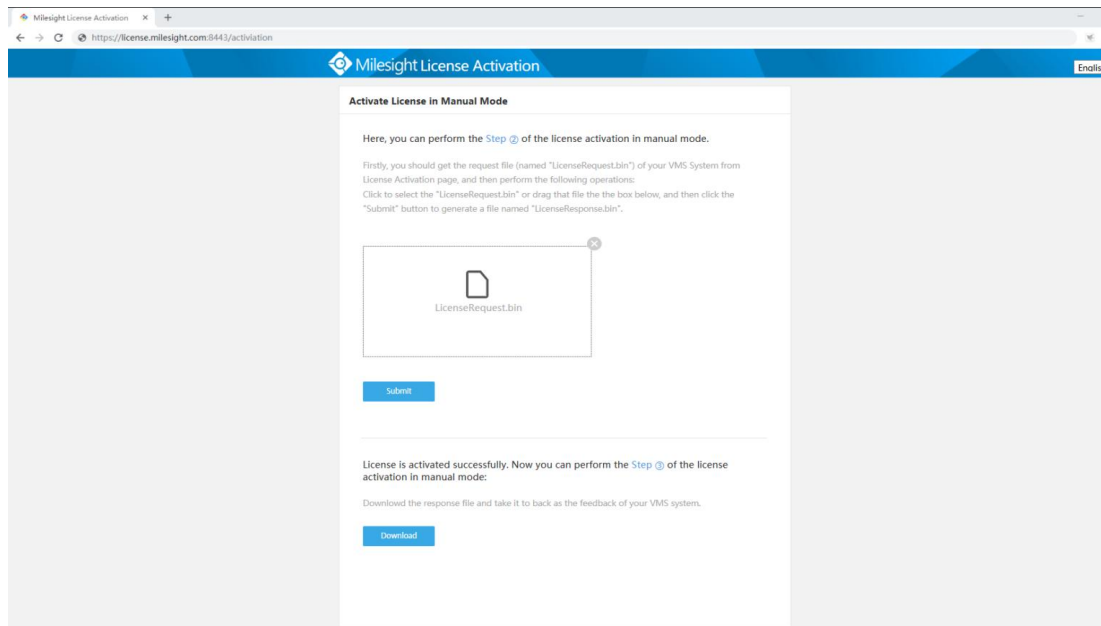 Milesight License Activation
https://license.milesight.com:8443/activiation
Milesight License Activation
Englis
Activate License in Manual Mode
Here, you can perform the Step ② of the license activation in manual mode.
Firstly, you should get the request file (named "LicenseRequest.bin") of your VMS System from
License Activation page, and then perform the following operations:
Click to select the "LicenseRequest.bin" or drag that file the the box below, and then click the
"Submit" button to generate a file named "LicenseResponse.bin".
LicenseRequest.bin
Submit
License is activated successfully. Now you can perform the Step ③ of the license
activation in manual mode:
Downlowd the response file and take it to back as the feedback of your VMS system.
Download